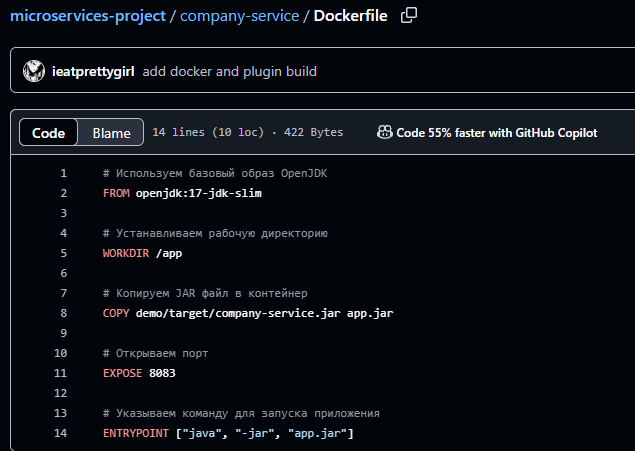 microservices-project / company-service / Dockerfile
ieatprettygirl add docker and plugin build
Code Blame 14 lines (10 loc) · 422 Bytes Code 55% faster with GitHub Copilot
1 # Используем базовый образ OpenJDK
2 FROM openjdk:17-jdk-slim
3
4 # Устанавливаем рабочую директорию
5 WORKDIR /app
6
7 # Копируем JAR файл в контейнер
8 COPY demo/target/company-service.jar app.jar
9
10 # Открываем порт
11 EXPOSE 8083
12
13 # Указываем команду для запуска приложения
14 ENTRYPOINT ["java", "-jar", "app.jar"]